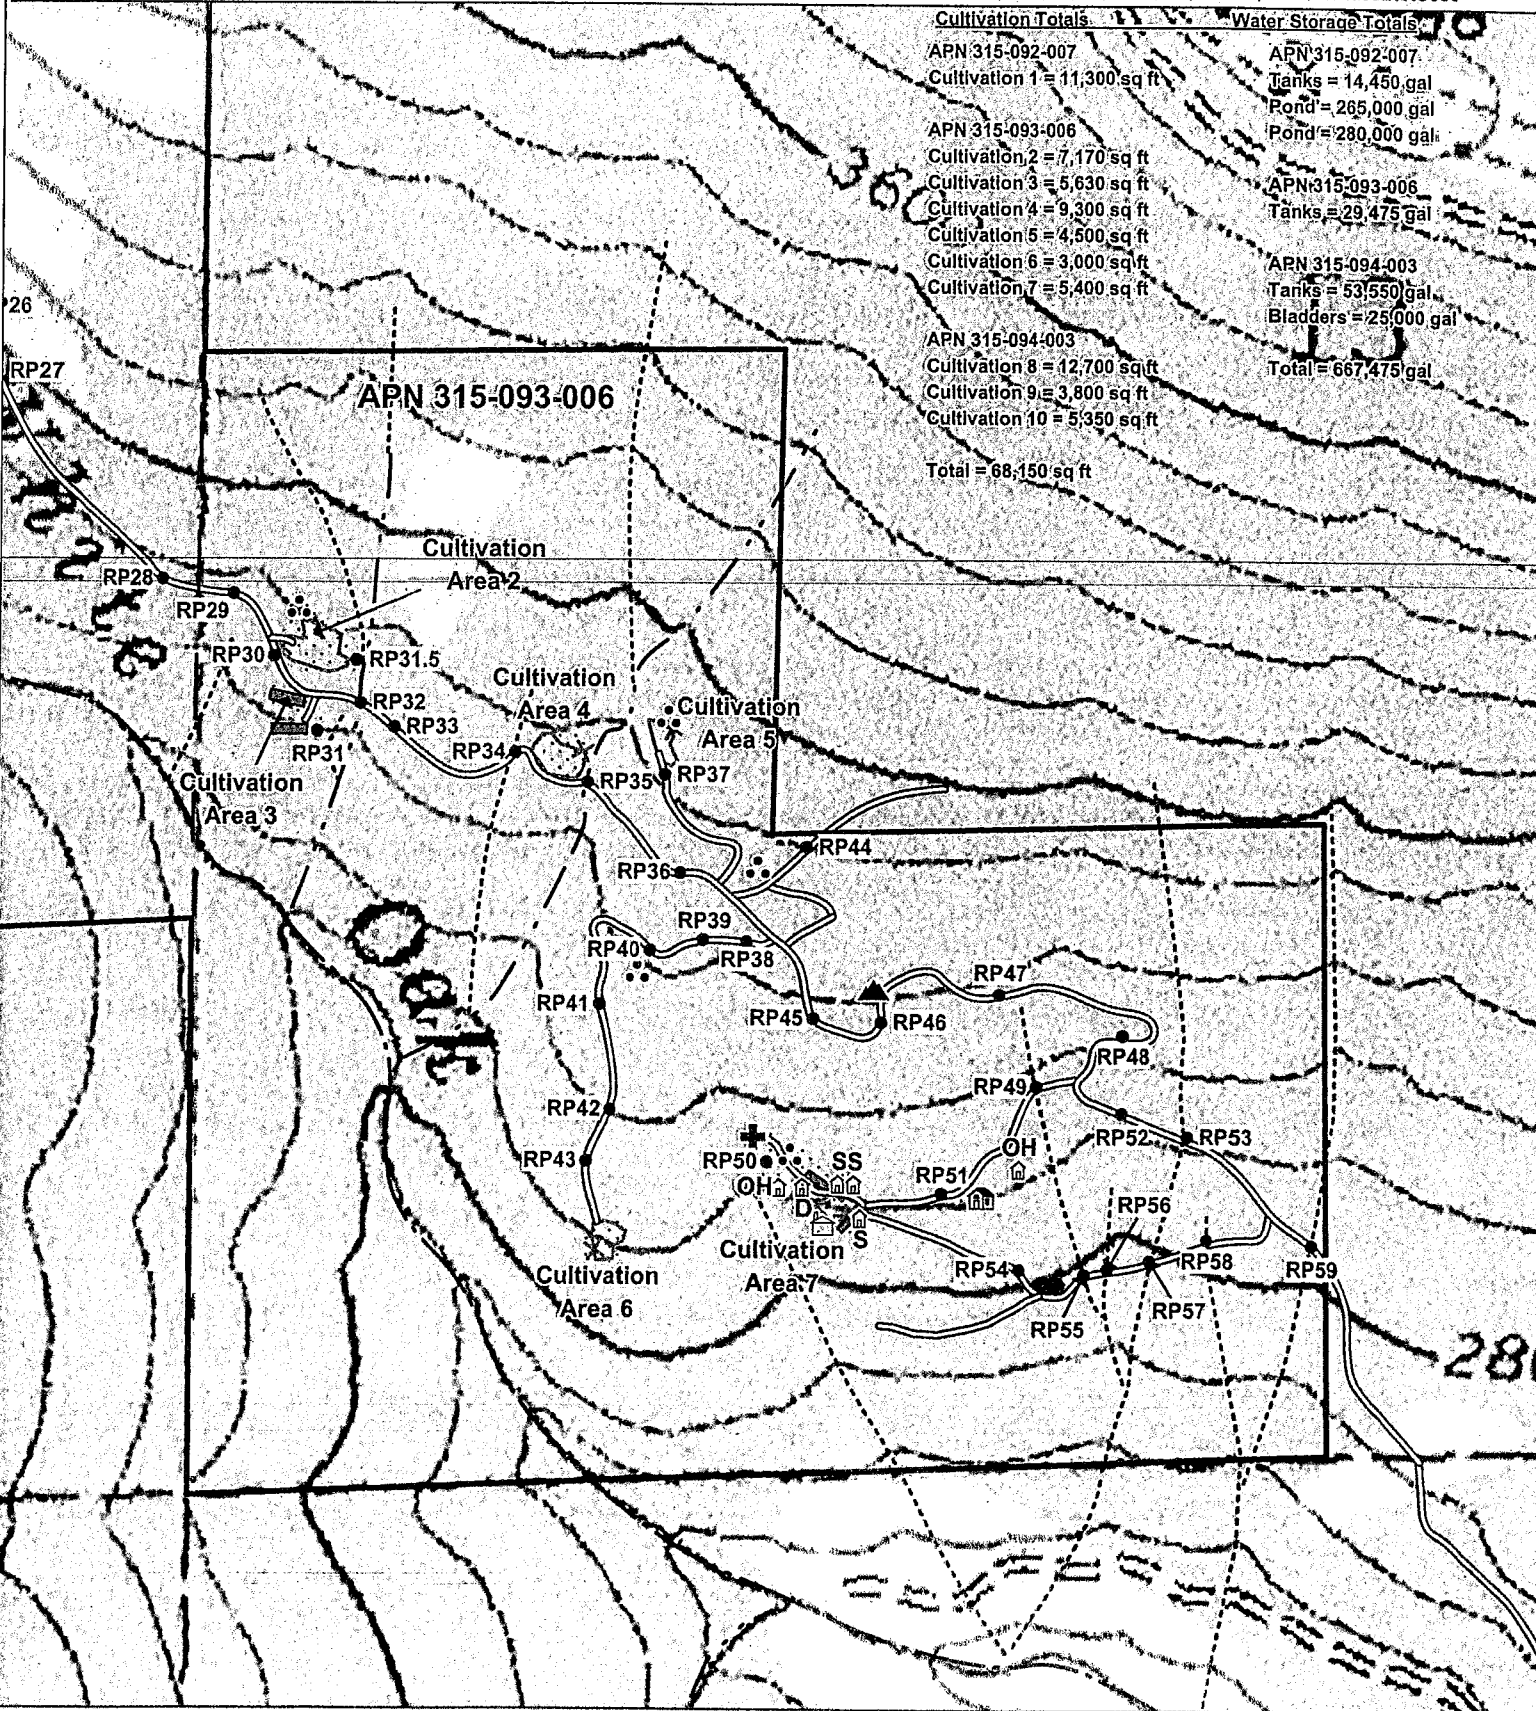 Cultivation Totals
APN 315-092-007
Cultivation 1 = 11,300 sq ft
APN 315-093-006
Cultivation 2 = 7,170 sq ft
Cultivation 3 = 5,630 sq ft
Cultivation 4 = 9,300 sq ft
Cultivation 5 = 4,500 sq ft
Cultivation 6 = 3,000 sq ft
Cultivation 7 = 5,400 sq ft
APN 315-094-003
Cultivation 8 = 12,700 sq ft
Cultivation 9 = 3,800 sq ft
Cultivation 10 = 5,350 sq ft
Total = 68,150 sq ft
Water Storage Totals
APN 315-092-007
Tanks = 14,450 gal
Pond = 265,000 gal
Pond = 280,000 gal
APN 315-093-006
Tanks = 29,475 gal
APN 315-094-003
Tanks = 53,550 gal
Bladders = 25,000 gal
Total = 667,475 gal
360
26
RP27
APN 315-093-006
Cultivation
Area 2
RP28
RP29
RP30
RP31.5
Cultivation
Area 4
RP32
RP33
Cultivation
Area 5
RP31
RP34
RP35
RP37
Cultivation
Area 3
RP44
RP36
RP39
RP40
RP38
RP41
RP45
RP46
RP47
RP48
RP49
RP42
RP52
RP53
OH
RP43
RP50
SS
RP51
OH
D
S
RP56
Cultivation
Area 7
RP54
RP58
RP59
Cultivation
Area 6
RP57
RP55
28